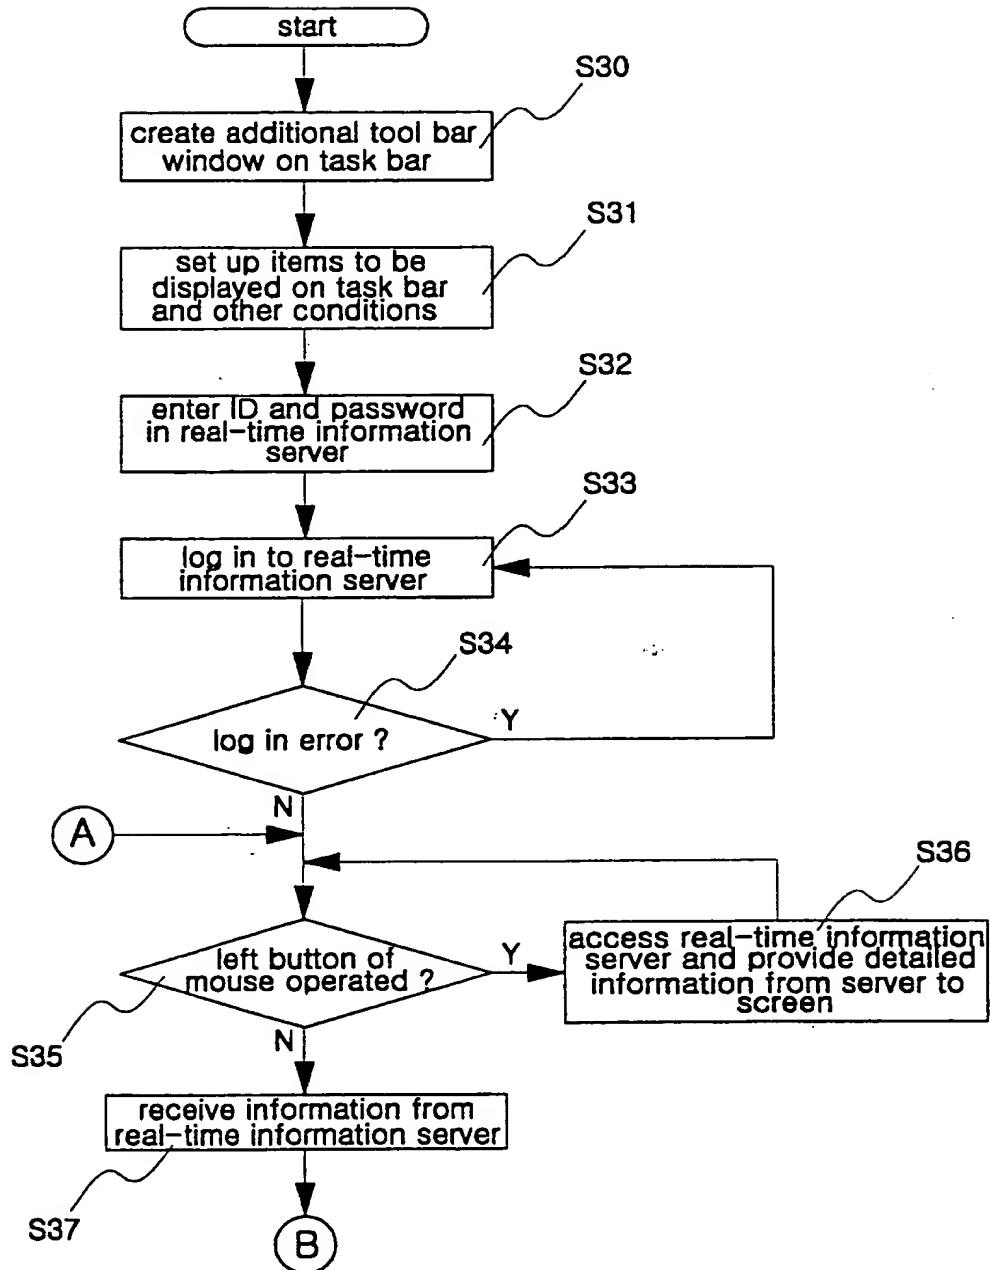 start
S30
create additional tool bar
window on task bar
S31
set up items to be
displayed on task bar
and other conditions
S32
enter ID and password
in real-time information
server
S33
log in to real-time
information server
S34
log in error ?
Y
N
A
S36
left button of
mouse operated ?
Y
access real-time information
server and provide detailed
information from server to
screen
S35
N
receive information from
real-time information server
S37
B